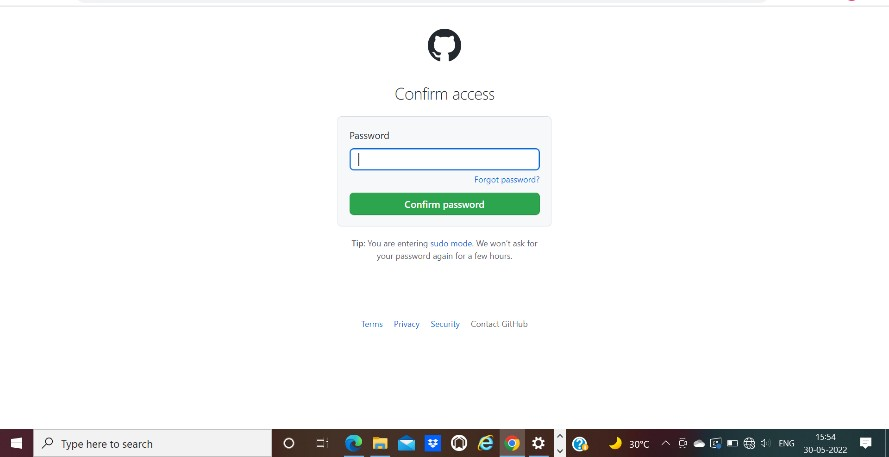 Confirm access
Password
Forgot password?
Confirm password
Tip: You are entering sudo mode. We won't ask for
your password again for a few hours.
Terms Privacy Security Contact GitHub
Type here to search
30°C
ENG
15:54
30-05-2022